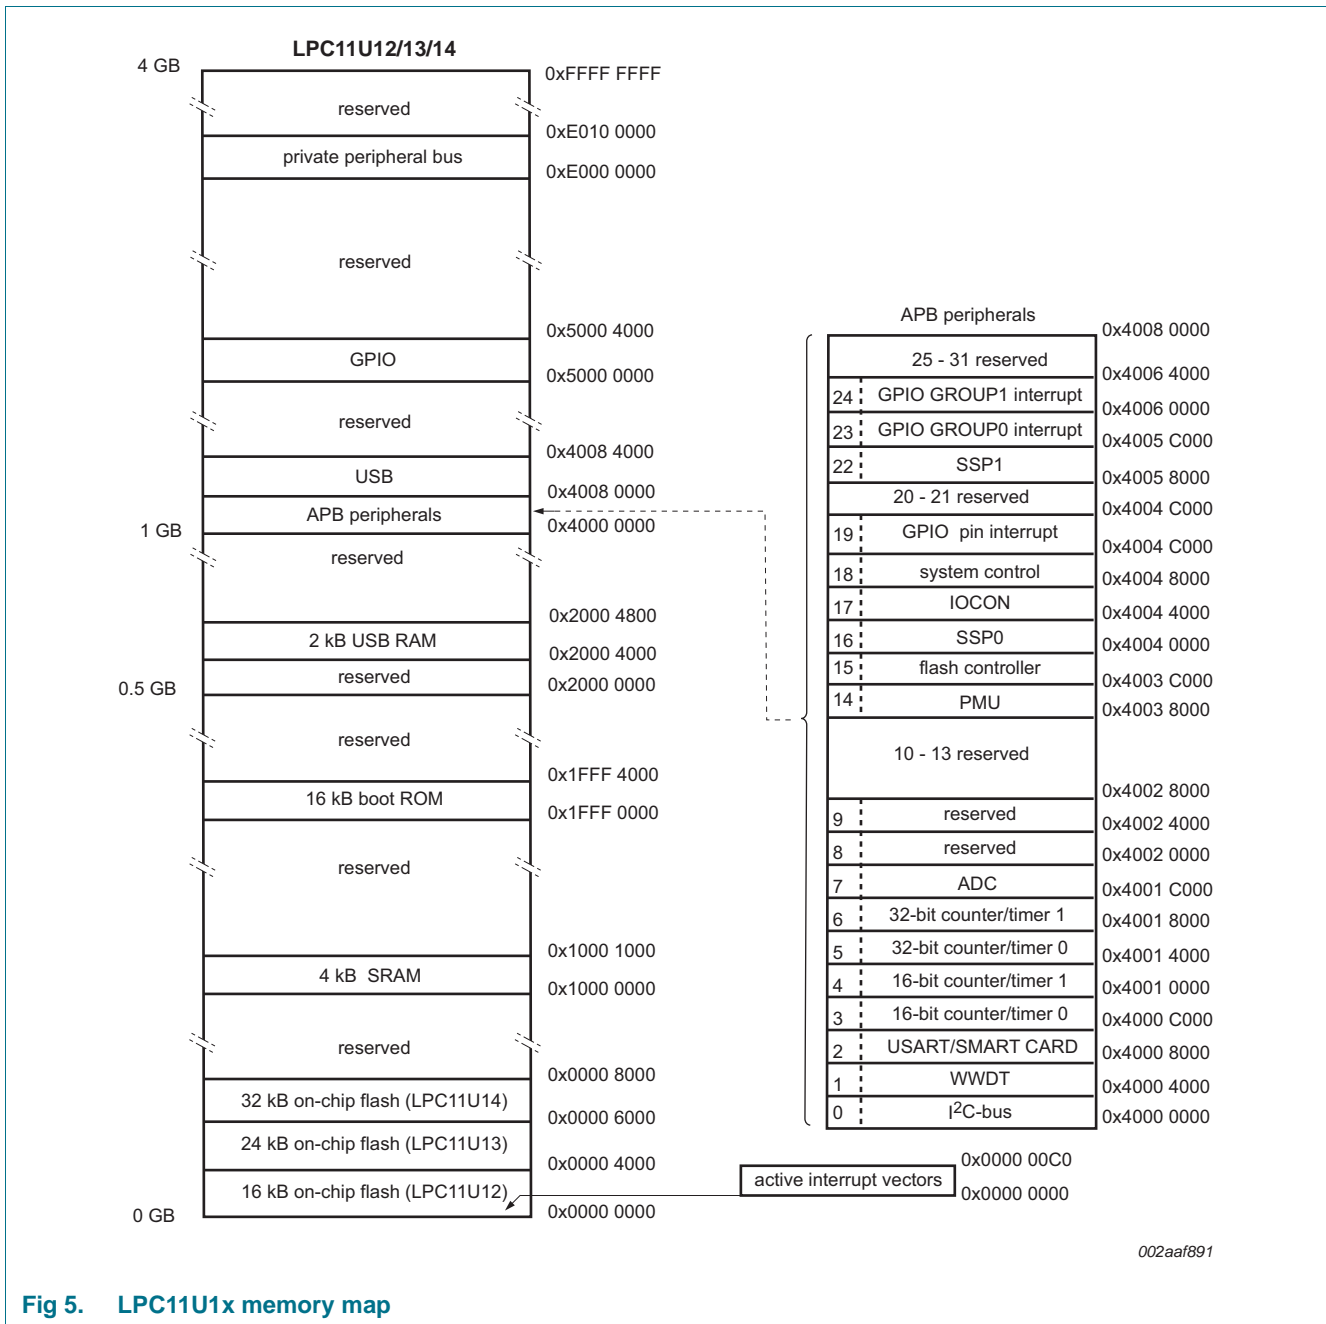 LPC11U12/13/14
4 GB
0xFFFF FFFF
reserved
0xE010 0000
private peripheral bus
0xE000 0000
reserved
0x5000 4000
GPIO
0x5000 0000
reserved
0x4008 4000
USB
0x4008 0000
APB peripherals
0x4000 0000
1 GB
reserved
0x2000 4800
2 kB USB RAM
0x2000 4000
reserved
0x2000 0000
0.5 GB
reserved
0x1FFF 4000
16 kB boot ROM
0x1FFF 0000
reserved
0x1000 1000
4 kB SRAM
0x1000 0000
reserved
0x0000 8000
32 kB on-chip flash (LPC11U14)
0x0000 6000
24 kB on-chip flash (LPC11U13)
0x0000 4000
16 kB on-chip flash (LPC11U12)
0x0000 0000
0 GB
APB peripherals
0x4008 0000
25 - 31 reserved
0x4006 4000
24 GPIO GROUP1 interrupt
0x4006 0000
23 GPIO GROUP0 interrupt
0x4005 C000
22 SSP1
0x4005 8000
20 - 21 reserved
0x4004 C000
19 GPIO pin interrupt
0x4004 C000
18 system control
0x4004 8000
17 IOCON
0x4004 4000
16 SSP0
0x4004 0000
15 flash controller
0x4003 C000
14 PMU
0x4003 8000
10 - 13 reserved
0x4002 8000
9 reserved
0x4002 4000
8 reserved
0x4002 0000
7 ADC
0x4001 C000
6 32-bit counter/timer 1
0x4001 8000
5 32-bit counter/timer 0
0x4001 4000
4 16-bit counter/timer 1
0x4001 0000
3 16-bit counter/timer 0
0x4000 C000
2 USART/SMART CARD
0x4000 8000
1 WWDT
0x4000 4000
0 I2C-bus
0x4000 0000
0x0000 00C0
active interrupt vectors
0x0000 0000
002aaf891
Fig 5. LPC11U1x memory map